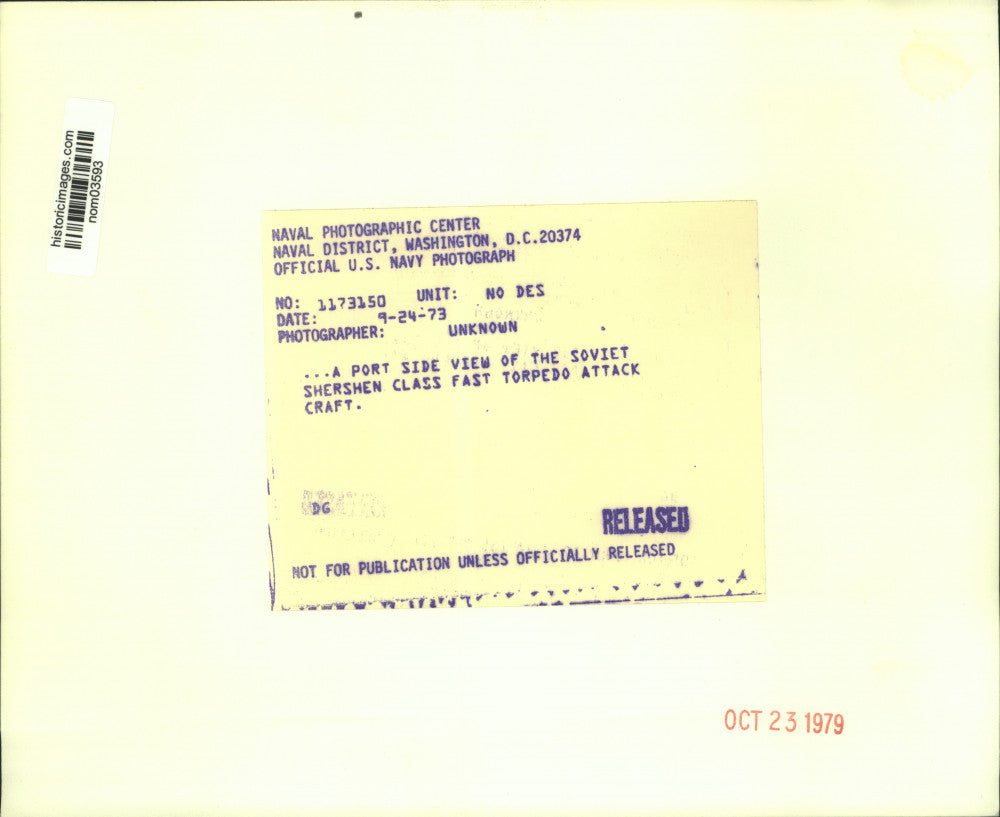 historicimages.com
nom03593
NAVAL PHOTOGRAPHIC CENTER
NAVAL DISTRICT, WASHINGTON, D.C.20374
OFFICIAL U.S. NAVY PHOTOGRAPH
NO: 1173150 UNIT: NO DES
DATE: 9-24-73
PHOTOGRAPHER: UNKNOWN
...A PORT SIDE VIEW OF THE SOVIET
SHERSHEN CLASS FAST TORPEDO ATTACK
CRAFT.
DG
RELEASED
NOT FOR PUBLICATION UNLESS OFFICIALLY RELEASED
OCT 23 1979